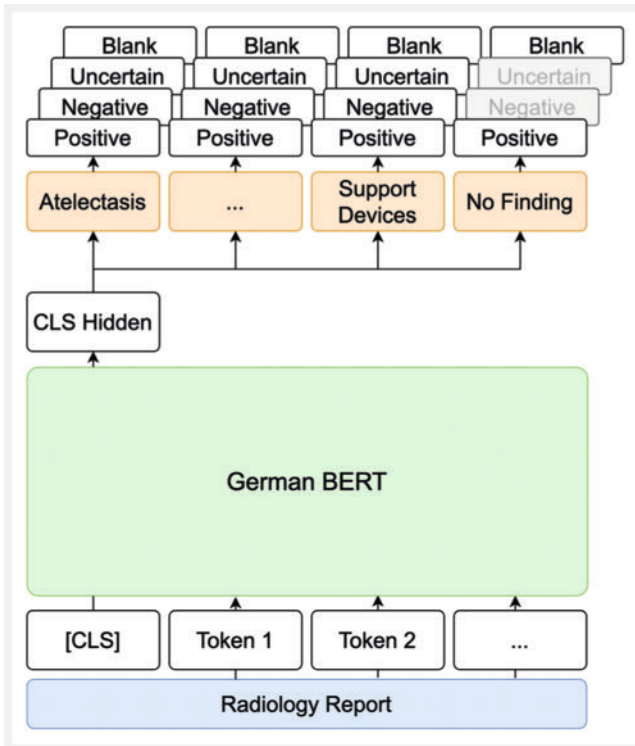 Blank Blank Blank Blank
Uncertain Uncertain Uncertain Uncertain
Negative Negative Negative Negative
Positive Positive Positive Positive
Atelectasis ... Support Devices No Finding
CLS Hidden
German BERT
[CLS] Token 1 Token 2 ...
Radiology Report